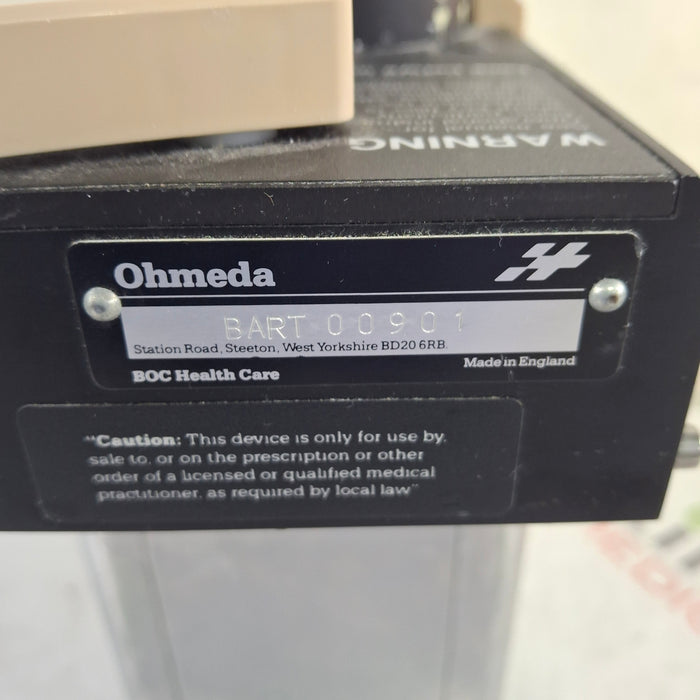 WARNING
Ohmeda
BART 00901
Station Road, Steeton, West Yorkshire BD20 6RB.
Made in England
BOC Health Care
"Caution: This device is only for use by,
sale to, or on the prescription or other
order of a licensed or qualified medical
practitioner, as required by local law"